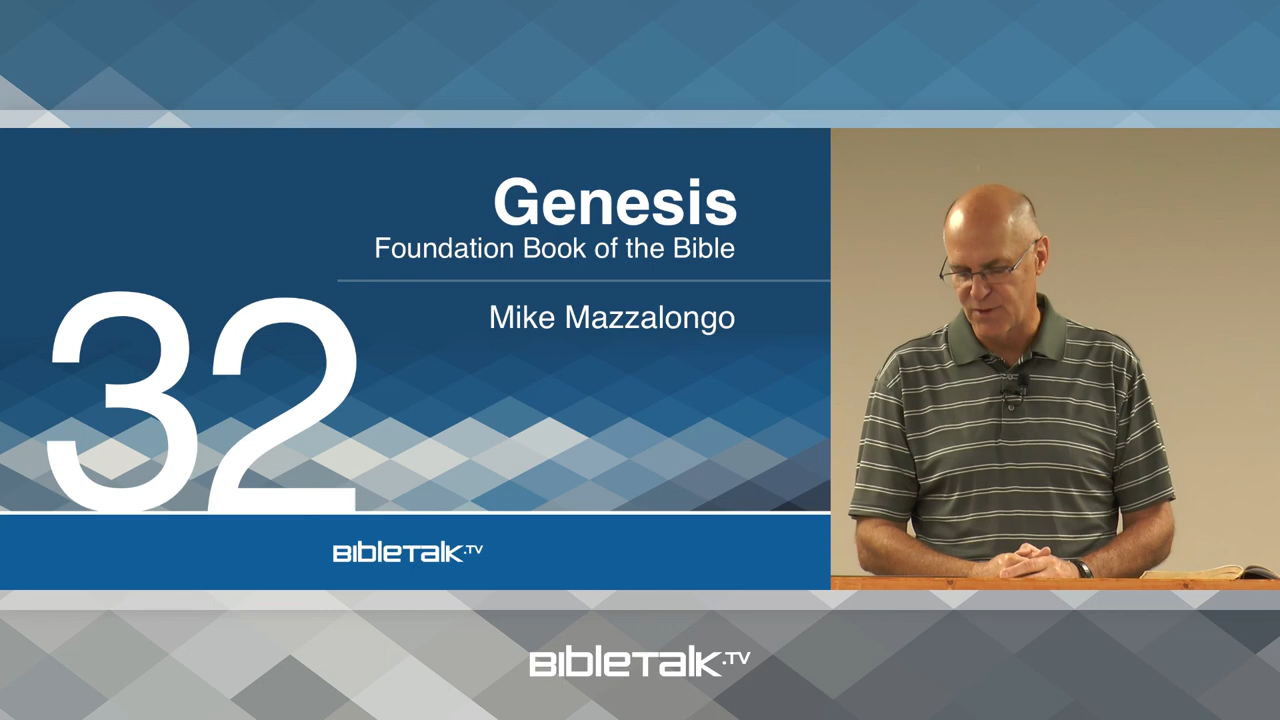 Genesis
Foundation Book of the Bible
Mike Mazzalongo
32
BIBLETALK.TV
BIBLETALK.TV